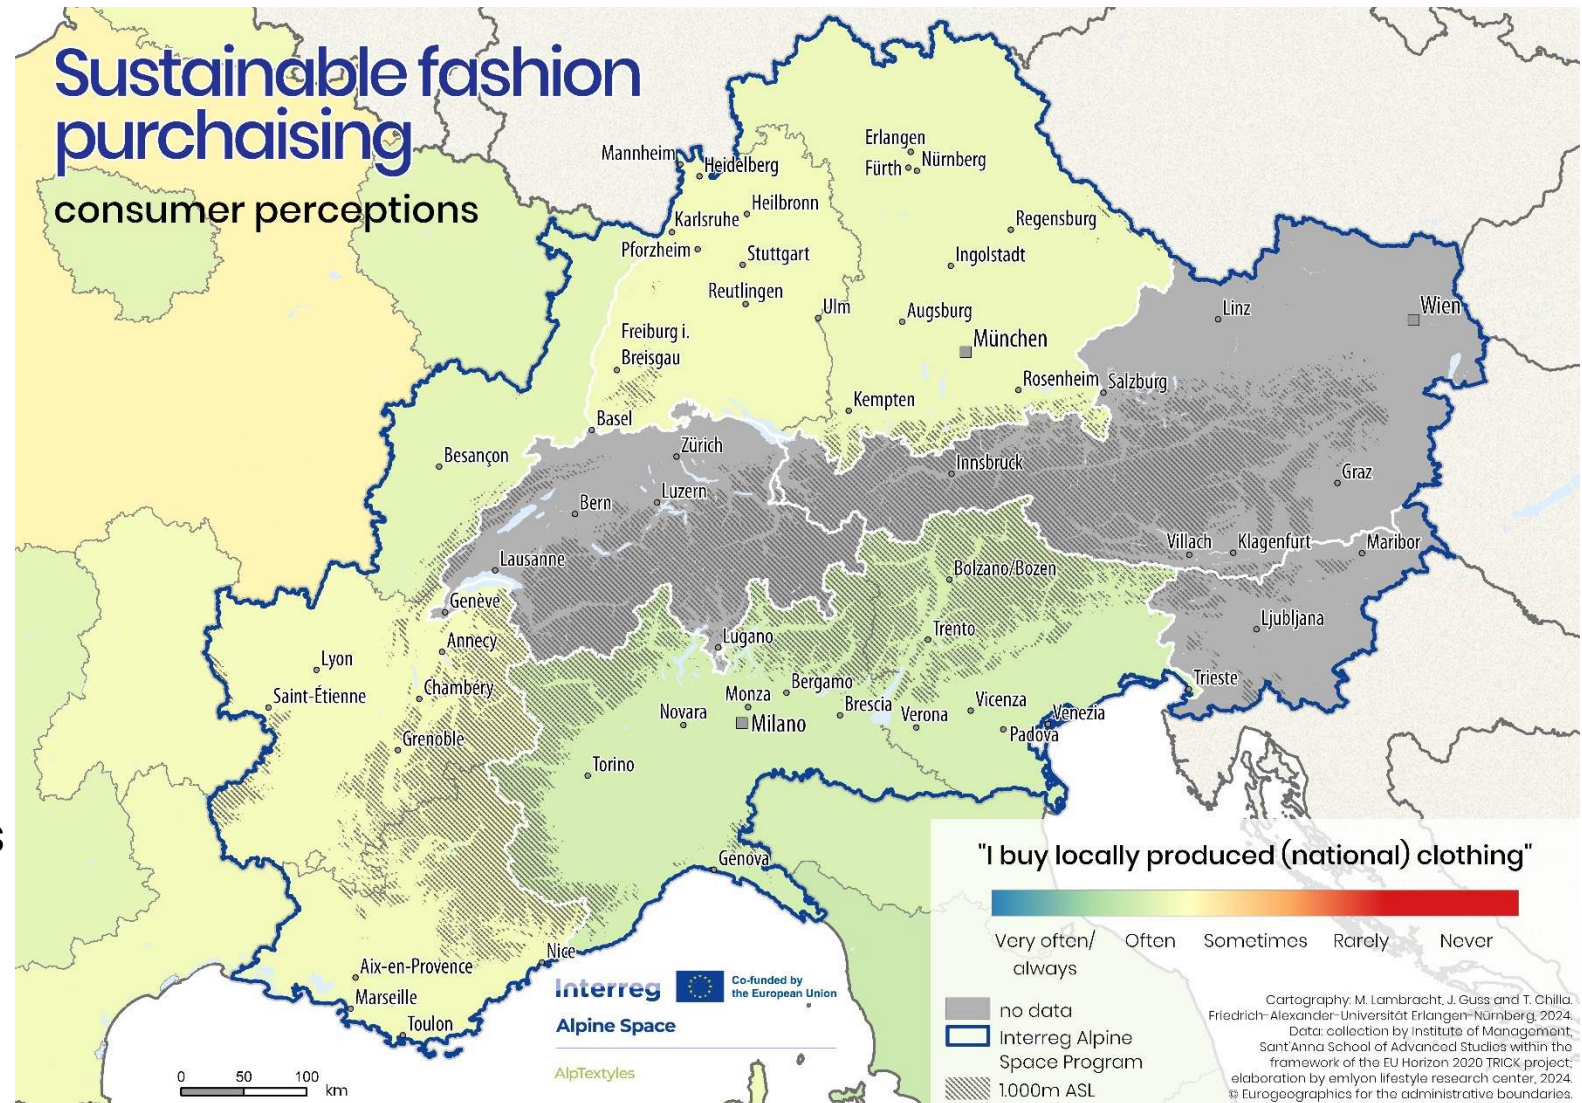 Sustainable fashion
purchaising
consumer perceptions
Mannheim
Heidelberg
Erlangen
Fürth
Nürnberg
Heilbronn
Karlsruhe
Regensburg
Pforzheim
Stuttgart
Ingolstadt
Reutlingen
Ulm
Augsburg
Linz
Wien
Freiburg i.
Breisgau
München
Rosenheim
Salzburg
Kempten
Basel
Besançon
Zürich
Innsbruck
Graz
Bern
Luzern
Villach
Klagenfurt
Maribor
Lausanne
Bolzano/Bozen
Genève
Ljubljana
Annecy
Lugano
Trento
Lyon
Chambéry
Bergamo
Trieste
Saint-Étienne
Monza
Brescia
Vicenza
Novara
Milano
Verona
Venezia
Padova
Grenoble
Torino
s
Genova
Nice
Aix-en-Provence
Marseille
Toulon
Interreg
Co-funded by
the European Union
Alpine Space
AlpTextyles
0 50 100
km
"I buy locally produced (national) clothing"
Very often/
always
Often
Sometimes
Rarely
Never
no data
Interreg Alpine
Space Program
1.000m ASL
Cartography: M. Lambracht, J. Guss and T. Chilla.
Friedrich-Alexander-Universität Erlangen-Nürnberg, 2024.
Data: collection by Institute of Management,
Sant'Anna School of Advanced Studies within the
framework of the EU Horizon 2020 TRICK project;
elaboration by emlyon lifestyle research center, 2024.
© Eurogeographics for the administrative boundaries.